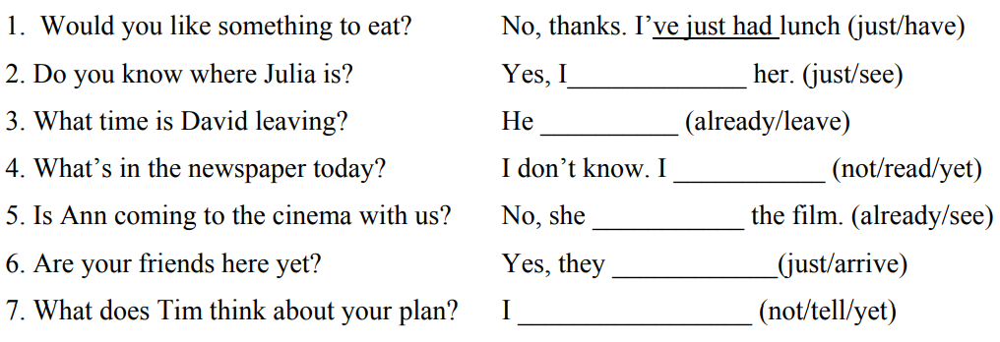 1. Would you like something to eat? No, thanks. I’ve just had lunch (just/have)
2. Do you know where Julia is? Yes, I______________ her. (just/see)
3. What time is David leaving? He ___________ (already/leave)
4. What’s in the newspaper today? I don’t know. I ____________ (not/read/yet)
5. Is Ann coming to the cinema with us? No, she ____________ the film. (already/see)
6. Are your friends here yet? Yes, they _____________(just/arrive)
7. What does Tim think about your plan? I __________________ (not/tell/yet)